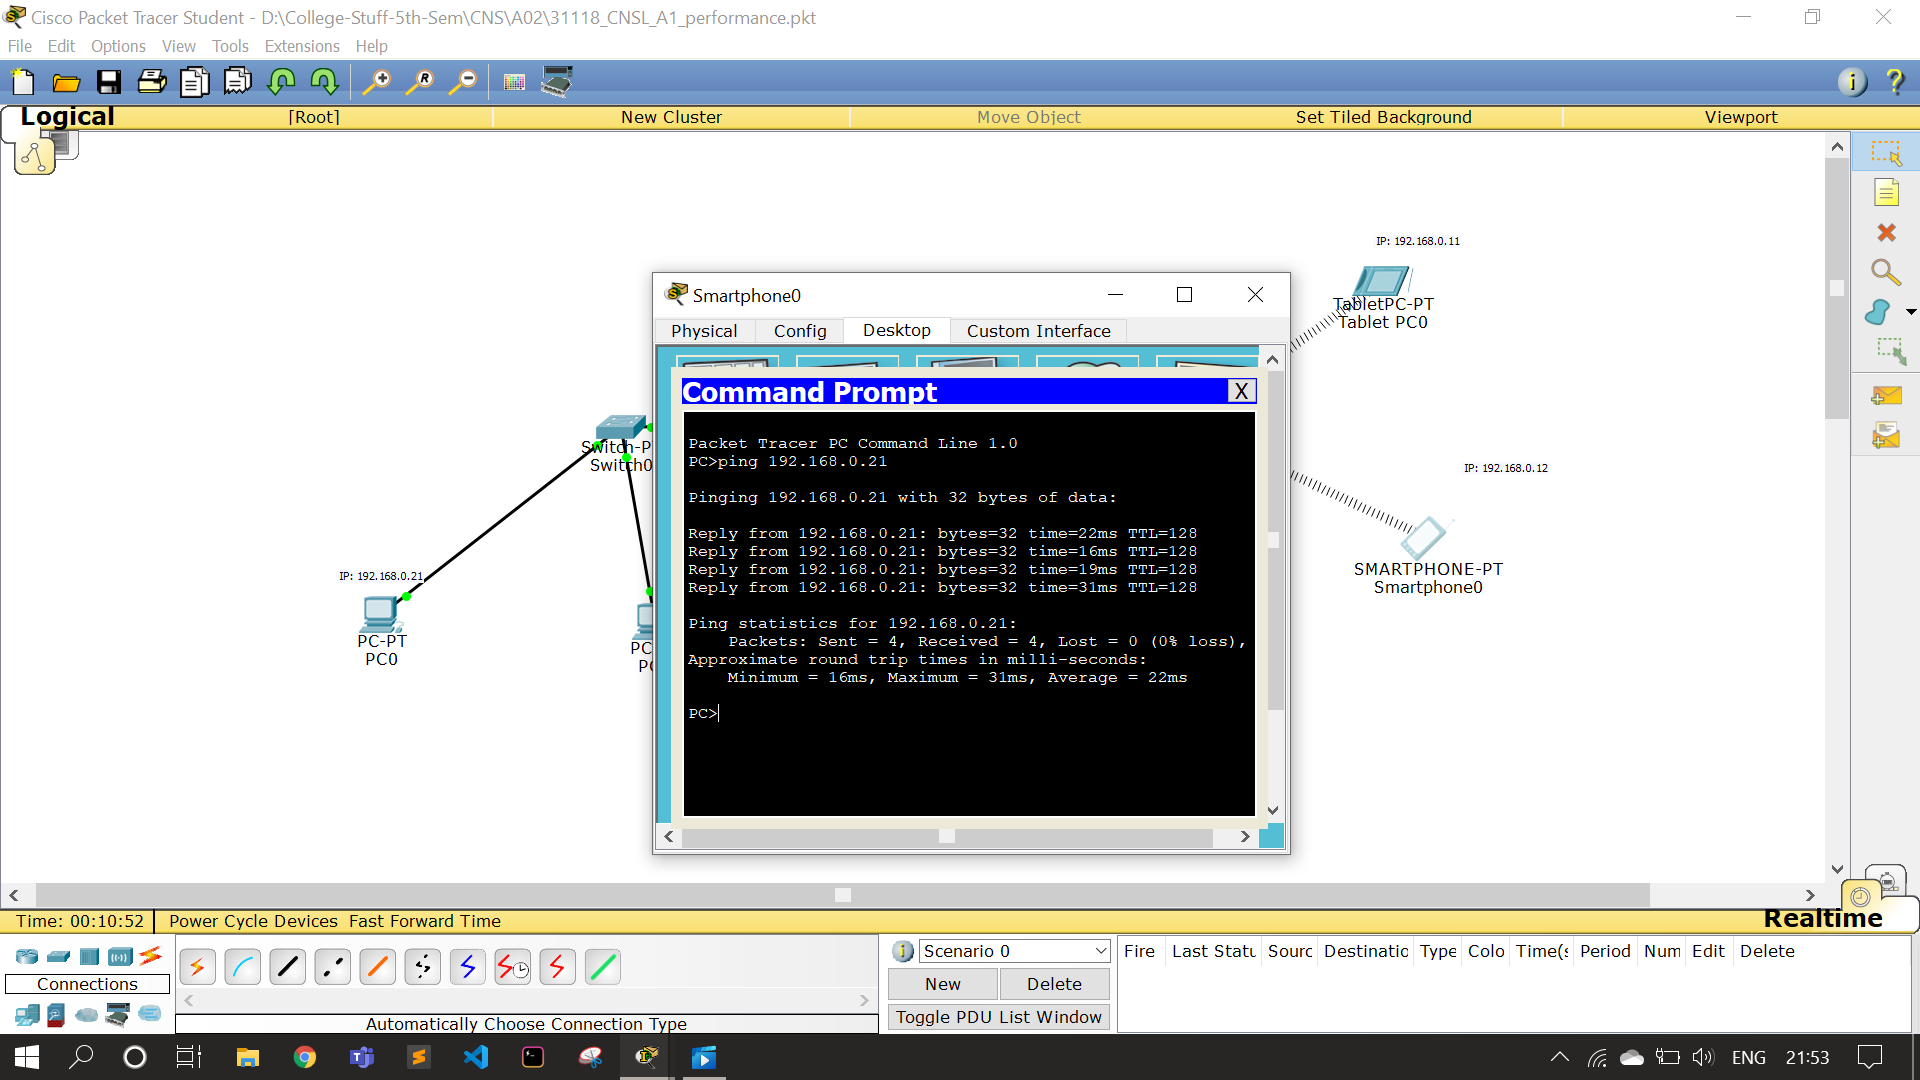 Cisco Packet Tracer Student - D:\College-Stuff-5th-Sem\CNS\A02\31118_CNSL_A1_performance.pkt
File Edit Options View Tools Extensions Help
Logical [Root] New Cluster Move Object Set Tiled Background Viewport
IP: 192.168.0.11
TabletPC-PT
Tablet PC0
Smartphone0
Physical Config Desktop Custom Interface
Command Prompt X
Packet Tracer PC Command Line 1.0
PC>ping 192.168.0.21
Pinging 192.168.0.21 with 32 bytes of data:
Reply from 192.168.0.21: bytes=32 time=22ms TTL=128
Reply from 192.168.0.21: bytes=32 time=16ms TTL=128
Reply from 192.168.0.21: bytes=32 time=19ms TTL=128
Reply from 192.168.0.21: bytes=32 time=31ms TTL=128
Ping statistics for 192.168.0.21:
Packets: Sent = 4, Received = 4, Lost = 0 (0% loss),
Approximate round trip times in milli-seconds:
Minimum = 16ms, Maximum = 31ms, Average = 22ms
PC>
Switch-P
Switch0
IP: 192.168.0.12
SMARTPHONE-PT
Smartphone0
IP: 192.168.0.21
PC-PT
PC0
PC
PC
Time: 00:10:52 Power Cycle Devices Fast Forward Time Realtime
Connections
Automatically Choose Connection Type
Scenario 0
New Delete
Toggle PDU List Window
Fire Last Statu Sourc Destinatio Type Colo Time(s Period Num Edit Delete
ENG 21:53